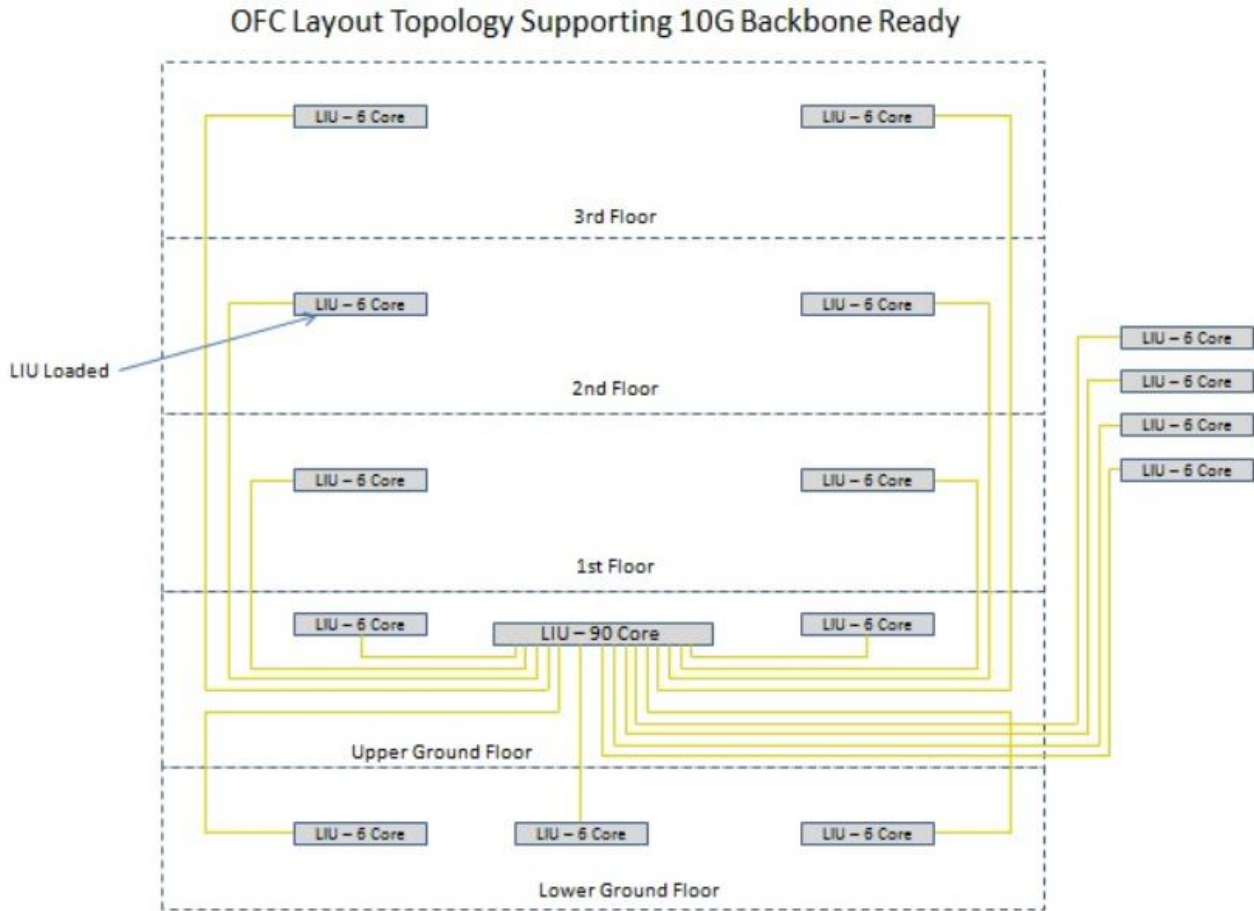 OFC Layout Topology Supporting 10G Backbone Ready
LIU – 6 Core
LIU – 6 Core
3rd Floor
LIU – 6 Core
LIU – 6 Core
LIU Loaded
2nd Floor
LIU – 6 Core
LIU – 6 Core
LIU – 6 Core
LIU – 6 Core
LIU – 6 Core
LIU – 6 Core
1st Floor
LIU – 6 Core
LIU – 90 Core
LIU – 6 Core
Upper Ground Floor
LIU – 6 Core
LIU – 6 Core
LIU – 6 Core
Lower Ground Floor